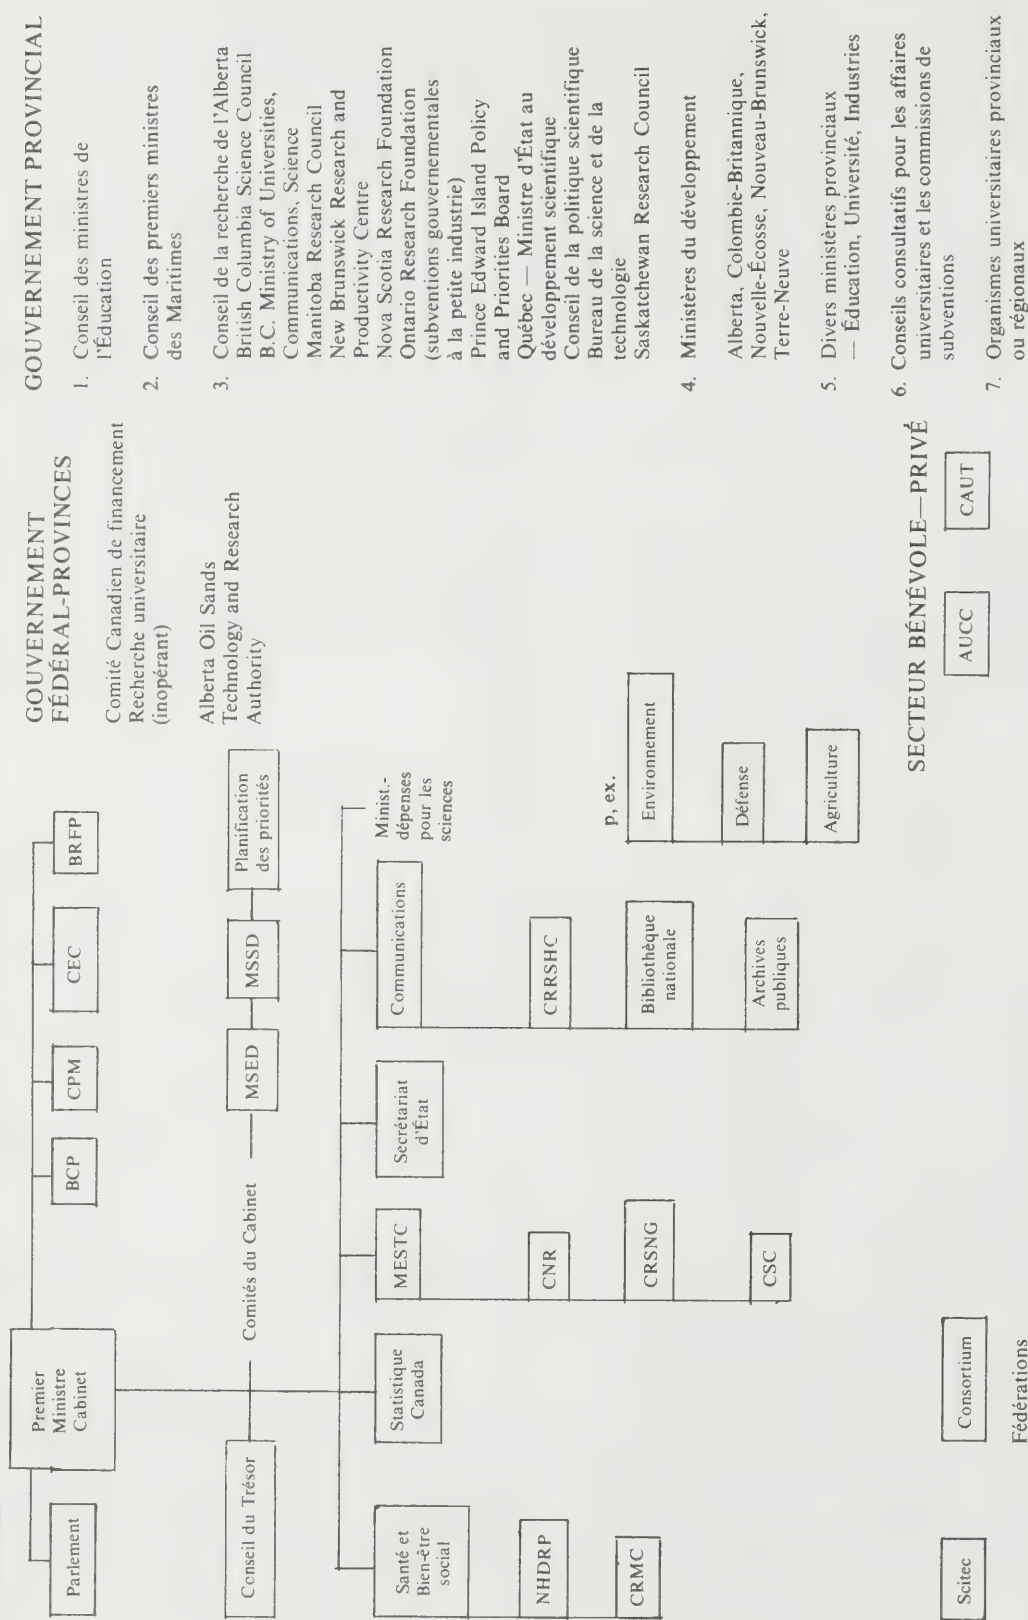 Parlement
Premier
Ministre
Cabinet
BCP
CPM
CEC
BRFP
Conseil du Trésor
Comités du Cabinet
MSED
MSSD
Planification
des priorités
Santé et
Bien-être
social
NHDRP
CRMC
Statistique
Canada
MESTC
CNR
CRSNG
CSC
Secrétariat
d'État
Communications
CRRSHC
Bibliothèque
nationale
Archives
publiques
Minist.-
dépenses
pour les
sciences
p, ex.
Environnement
Défense
Agriculture
GOUVERNEMENT
FÉDÉRAL-PROVINCES
Comité Canadien de financement
Recherche universitaire
(inopérant)
Alberta Oil Sands
Technology and Research
Authority
GOUVERNEMENT PROVINCIAL
1. Conseil des ministres de
l'Éducation
2. Conseil des premiers ministres
des Maritimes
3. Conseil de la recherche de l'Alberta
British Columbia Science Council
B.C. Ministry of Universities,
Communications, Science
Manitoba Research Council
New Brunswick Research and
Productivity Centre
Nova Scotia Research Foundation
Ontario Research Foundation
(subventions gouvernementales
à la petite industrie)
Prince Edward Island Policy
and Priorities Board
Québec — Ministre d'État au
développement scientifique
Conseil de la politique scientifique
Bureau de la science et de la
technologie
Saskatchewan Research Council
4. Ministères du développement
Alberta, Colombie-Britannique,
Nouvelle-Écosse, Nouveau-Brunswick,
Terre-Neuve
5. Divers ministères provinciaux
— Éducation, Université, Industries
6. Conseils consultatifs pour les affaires
universitaires et les commissions de
subventions
7. Organismes universitaires provinciaux
ou régionaux
SECTEUR BÉNÉVOLE—PRIVÉ
Scitec
Consortium
AUCC
CAUT
Fédérations